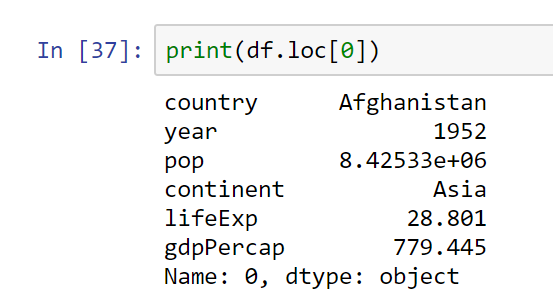 In [37]: print(df.loc[0])
country Afghanistan
year 1952
pop 8.42533e+06
continent Asia
lifeExp 28.801
gdpPercap 779.445
Name: 0, dtype: object